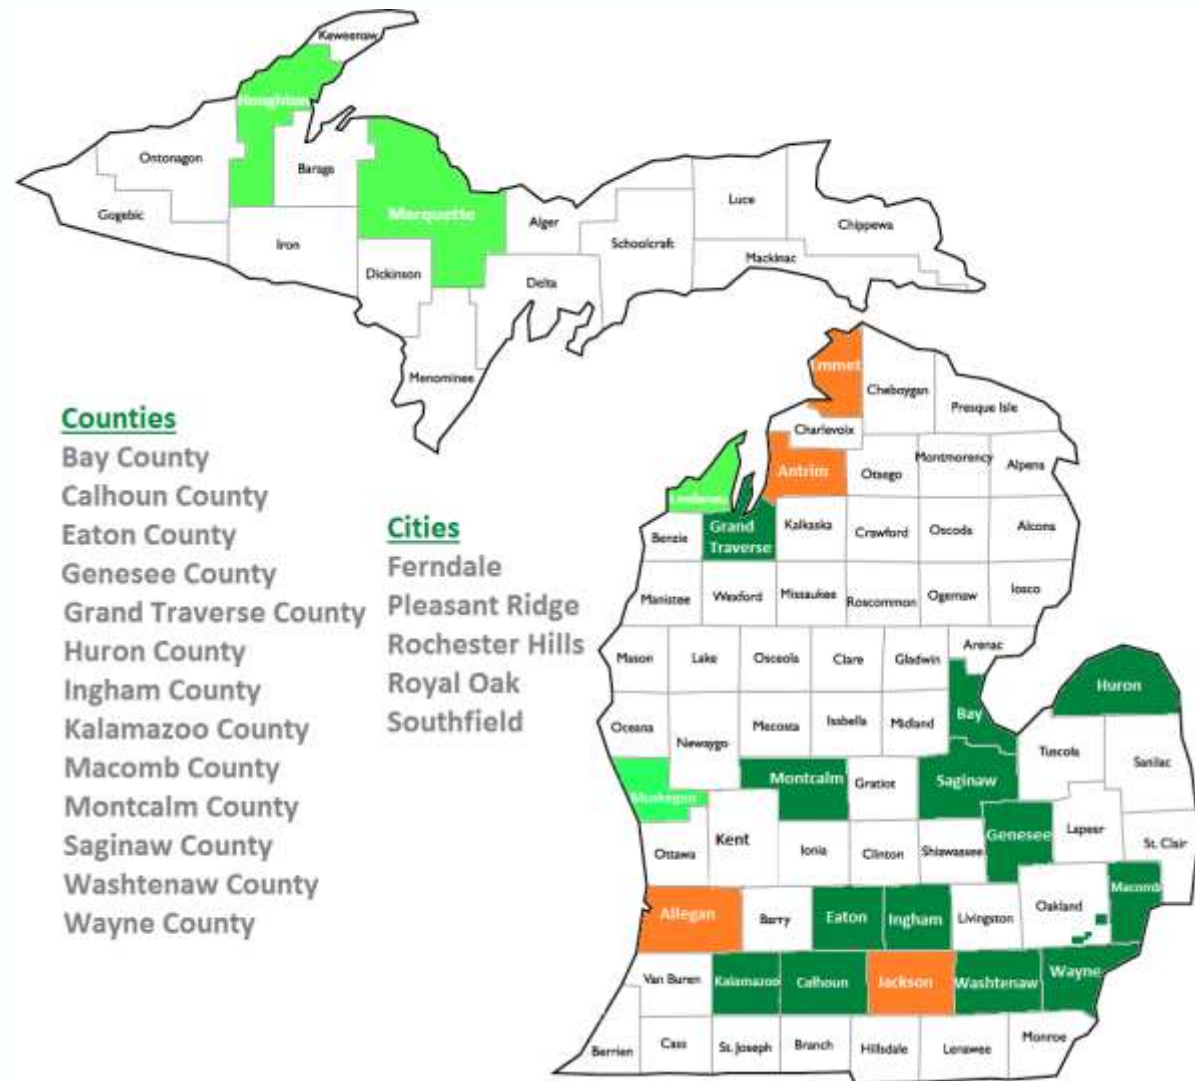 Keweenaw
Houghton
Ontonagon
Baraga
Gogebic
Marquette
Iron
Dickinson
Alger
Luce
Chippewa
Schoolcraft
Mackinac
Delta
Menominee
Counties
Bay County
Calhoun County
Eaton County
Genesee County
Grand Traverse County
Huron County
Ingham County
Kalamazoo County
Macomb County
Montcalm County
Saginaw County
Washtenaw County
Wayne County
Cities
Ferndale
Pleasant Ridge
Rochester Hills
Royal Oak
Southfield
Emmet
Cheboygan
Presque Isle
Charlevoix
Antrim
Otsego
Montmorency
Alpena
Leelanau
Benzie
Grand
Traverse
Kalkaska
Crawford
Oscoda
Alcona
Manistee
Wexford
Missaukee
Roscommon
Ogemaw
Iosco
Mason
Lake
Osceola
Clare
Gladwin
Arenac
Huron
Oceana
Newaygo
Mecosta
Isabella
Midland
Bay
Tuscola
Sanilac
Muskegon
Montcalm
Gratiot
Saginaw
Genesee
Lapeer
St. Clair
Ottawa
Kent
Ionia
Clinton
Shiawassee
Macomb
Allegan
Barry
Eaton
Ingham
Livingston
Oakland
Van Buren
Kalamazoo
Calhoun
Jackson
Washtenaw
Wayne
Berrien
Cass
St. Joseph
Branch
Hillsdale
Lenawee
Monroe